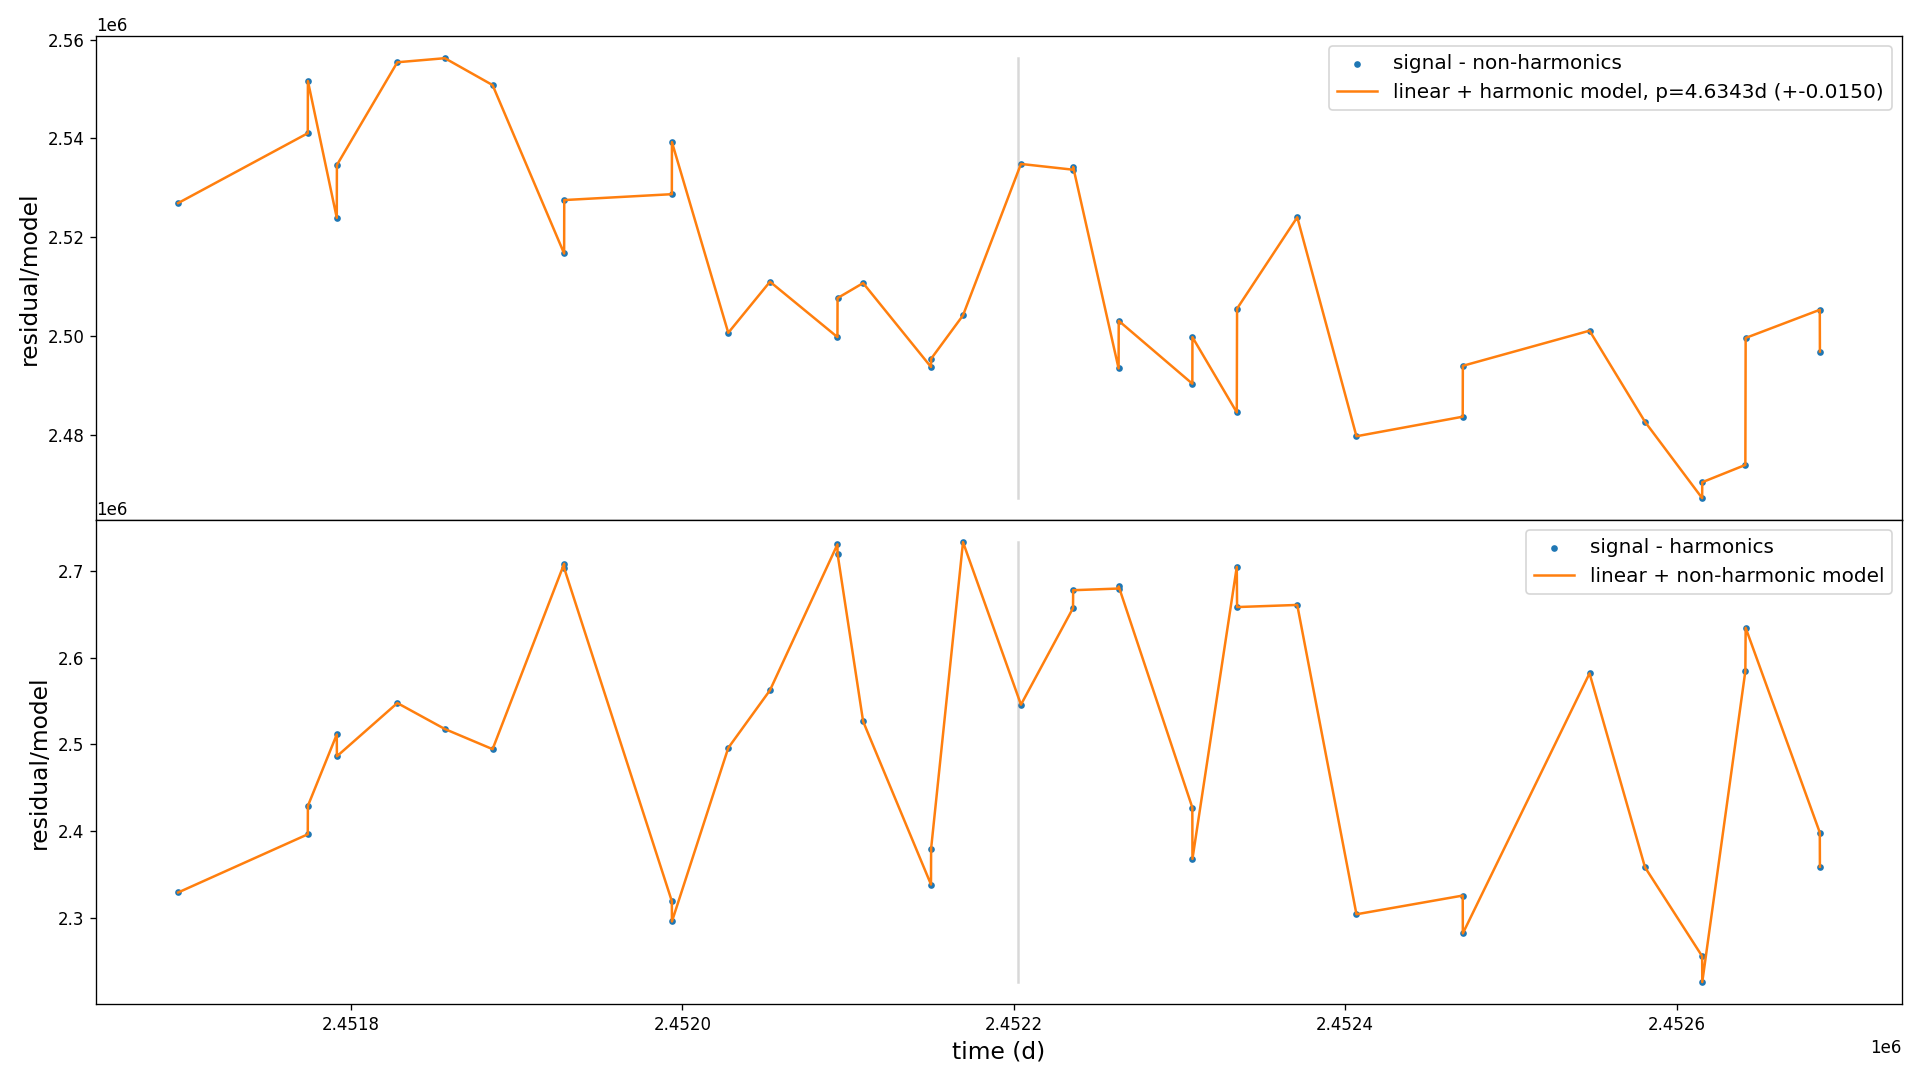 1e6
2.56
2.54
2.52
2.50
2.48
residual/model
signal - non-harmonics
linear + harmonic model, p=4.6343d (+-0.0150)
1e6
2.7
2.6
2.5
2.4
2.3
residual/model
signal - harmonics
linear + non-harmonic model
2.4518 2.4520 2.4522 2.4524 2.4526
time (d)
1e6